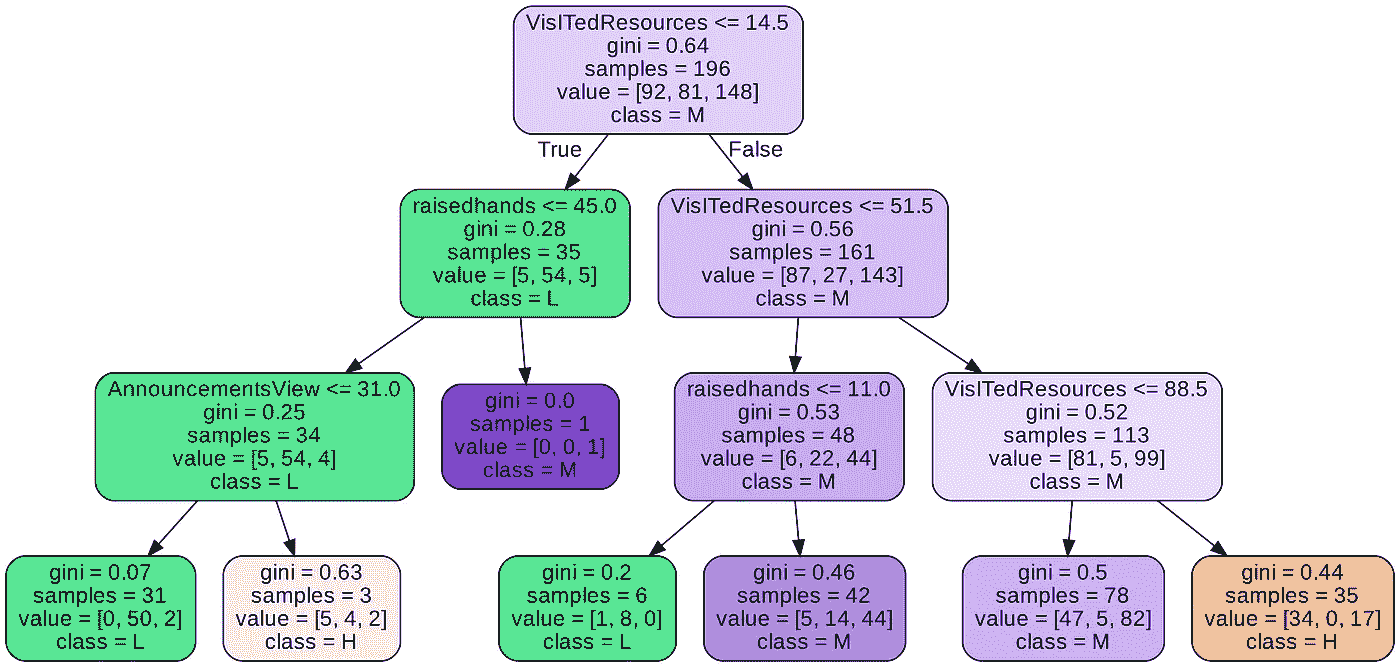 VisITedResources <= 14.5
gini = 0.64
samples = 196
value = [92, 81, 148]
class = M
True
False
raisedhands <= 45.0
gini = 0.28
samples = 35
value = [5, 54, 5]
class = L
VisITedResources <= 51.5
gini = 0.56
samples = 161
value = [87, 27, 143]
class = M
AnnouncementsView <= 31.0
gini = 0.25
samples = 34
value = [5, 54, 4]
class = L
gini = 0.0
samples = 1
value = [0, 0, 1]
class = M
raisedhands <= 11.0
gini = 0.53
samples = 48
value = [6, 22, 44]
class = M
VisITedResources <= 88.5
gini = 0.52
samples = 113
value = [81, 5, 99]
class = M
gini = 0.07
samples = 31
value = [0, 50, 2]
class = L
gini = 0.63
samples = 3
value = [5, 4, 2]
class = H
gini = 0.2
samples = 6
value = [1, 8, 0]
class = L
gini = 0.46
samples = 42
value = [5, 14, 44]
class = M
gini = 0.5
samples = 78
value = [47, 5, 82]
class = M
gini = 0.44
samples = 35
value = [34, 0, 17]
class = H